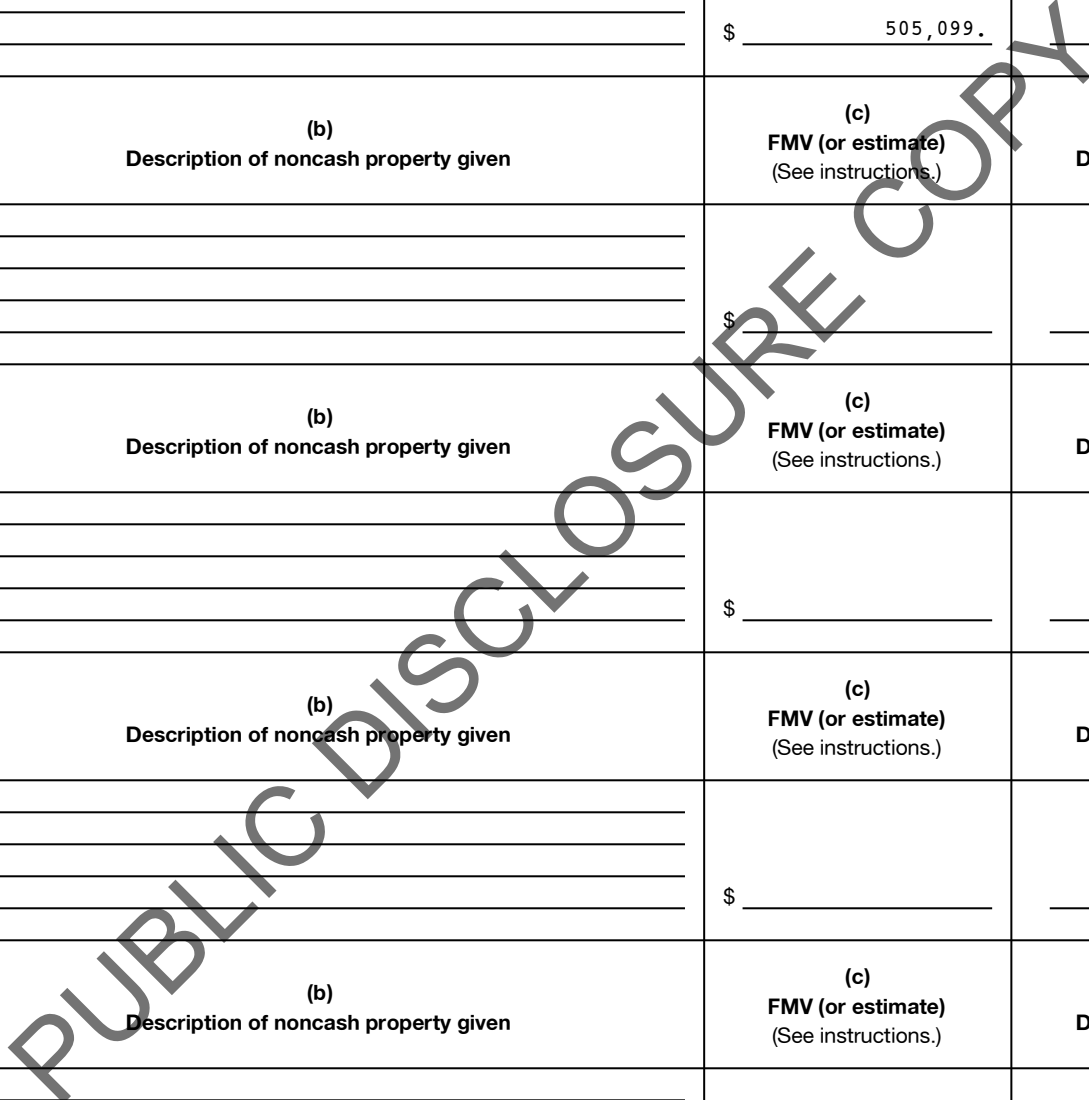 $ 505,099.
(b)
Description of noncash property given
(c)
FMV (or estimate)
(See instructions.)
D
$
(b)
Description of noncash property given
(c)
FMV (or estimate)
(See instructions.)
D
$
(b)
Description of noncash property given
(c)
FMV (or estimate)
(See instructions.)
D
$
(b)
Description of noncash property given
(c)
FMV (or estimate)
(See instructions.)
D
PUBLIC DISCLOSURE COPY